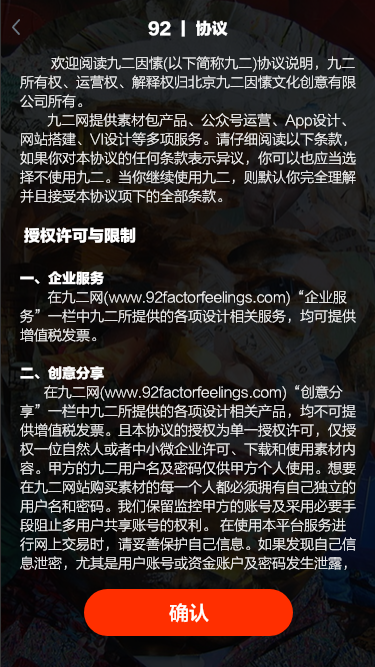 92 | 协议
欢迎阅读九二因愫(以下简称九二)协议说明，九二
所有权、运营权、解释权归北京九二因愫文化创意有限
公司所有。
九二网提供素材包产品、公众号运营、App设计、
网站搭建、VI设计等多项服务。请仔细阅读以下条款，
如果你对本协议的任何条款表示异议，你可以也应当选
择不使用九二。当你继续使用九二，则默认你完全理解
并且接受本协议项下的全部条款。
授权许可与限制
一、企业服务
在九二网(www.92factorfeelings.com)“企业服
务”一栏中九二所提供的各项设计相关服务，均可提供
增值税发票。
二、创意分享
在九二网(www.92factorfeelings.com)“创意分
享”一栏中九二所提供的各项设计相关产品，均不可提
供增值税发票。且本协议的授权为单一授权许可，仅授
权一位自然人或者中小微企业许可、下载和使用素材内
容。甲方的九二用户名及密码仅供甲方个人使用。想要
在九二网站购买素材的每一个人都必须拥有自己独立的
用户名和密码。我们保留监控甲方的账号及采用必要手
段阻止多用户共享账号的权利。 在使用本平台服务进
行网上交易时，请妥善保护自己信息。如果发现自己信
息泄密，尤其是用户账号或资金账户及密码发生泄露，
确认